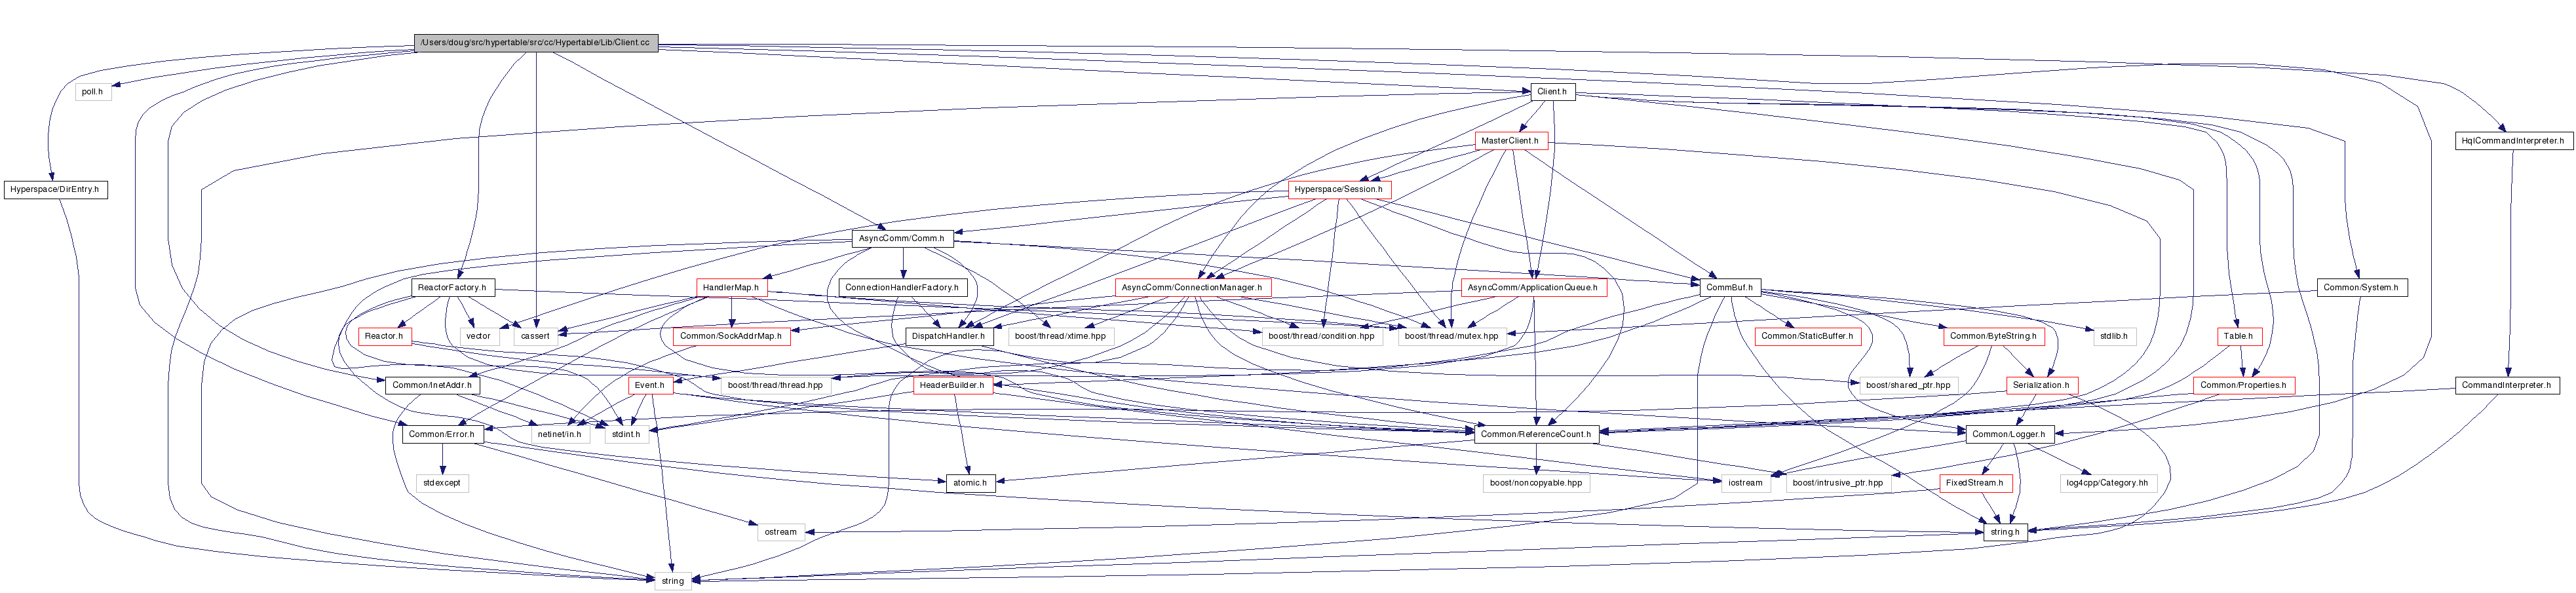 /Users/doug/src/hypertable/src/cc/Hypertable/Lib/Client.cc
poll.h
Client.h
MasterClient.h
HqlCommandInterpreter.h
Hyperspace/DirEntry.h
Hyperspace/Session.h
AsyncComm/Comm.h
ReactorFactory.h
HandlerMap.h
ConnectionHandlerFactory.h
AsyncComm/ConnectionManager.h
AsyncComm/ApplicationQueue.h
CommBuf.h
Common/System.h
Reactor.h
vector
cassert
Common/SockAddrMap.h
DispatchHandler.h
boost/thread/xtime.hpp
boost/thread/condition.hpp
boost/thread/mutex.hpp
Common/StaticBuffer.h
Common/ByteString.h
stdlib.h
Table.h
Common/InetAddr.h
Event.h
boost/thread/thread.hpp
HeaderBuilder.h
boost/shared_ptr.hpp
Serialization.h
Common/Properties.h
CommandInterpreter.h
Common/Error.h
netinet/in.h
stdint.h
Common/ReferenceCount.h
Common/Logger.h
stdexcept
atomic.h
boost/noncopyable.hpp
iostream
boost/intrusive_ptr.hpp
FixedStream.h
log4cpp/Category.hh
ostream
string.h
string